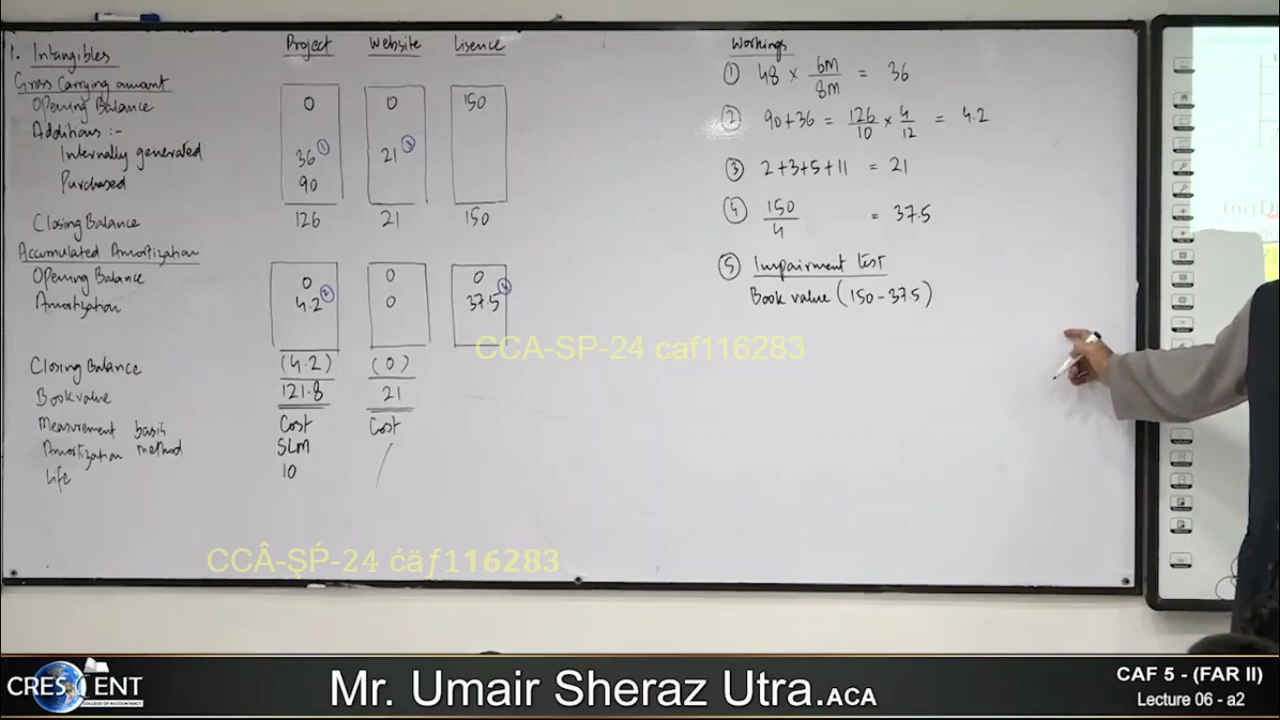 1. Intangibles Project Website Lisence
Gross Carrying amount
Opening Balance 0 0 150
Additions :-
Internally generated 36 ① 21 ③
Purchased 90
Closing Balance 126 21 150
Accumulated Amortization
Opening Balance 0 0 0
Amortization 4.2 ② 0 37.5 ④
Closing Balance (4.2) (0)
Book value 121.8 21
Measurement basis Cost Cost
Amortization method SLM /
Life 10
Workings
① 48 × 6M/8M = 36
② 90+36 = 126/10 × 4/12 = 4.2
③ 2+3+5+11 = 21
④ 150/4 = 37.5
⑤ Impairment test
Book value (150-37.5)
(iii) D
CCA-SP-24 caf116283
CCÂ-ŞṔ-24 ćäƒ116283
CRESCENT
COLLEGE OF ACCOUNTANCY
Mr. Umair Sheraz Utra.ACA
CAF 5 - (FAR II)
Lecture 06 - a2